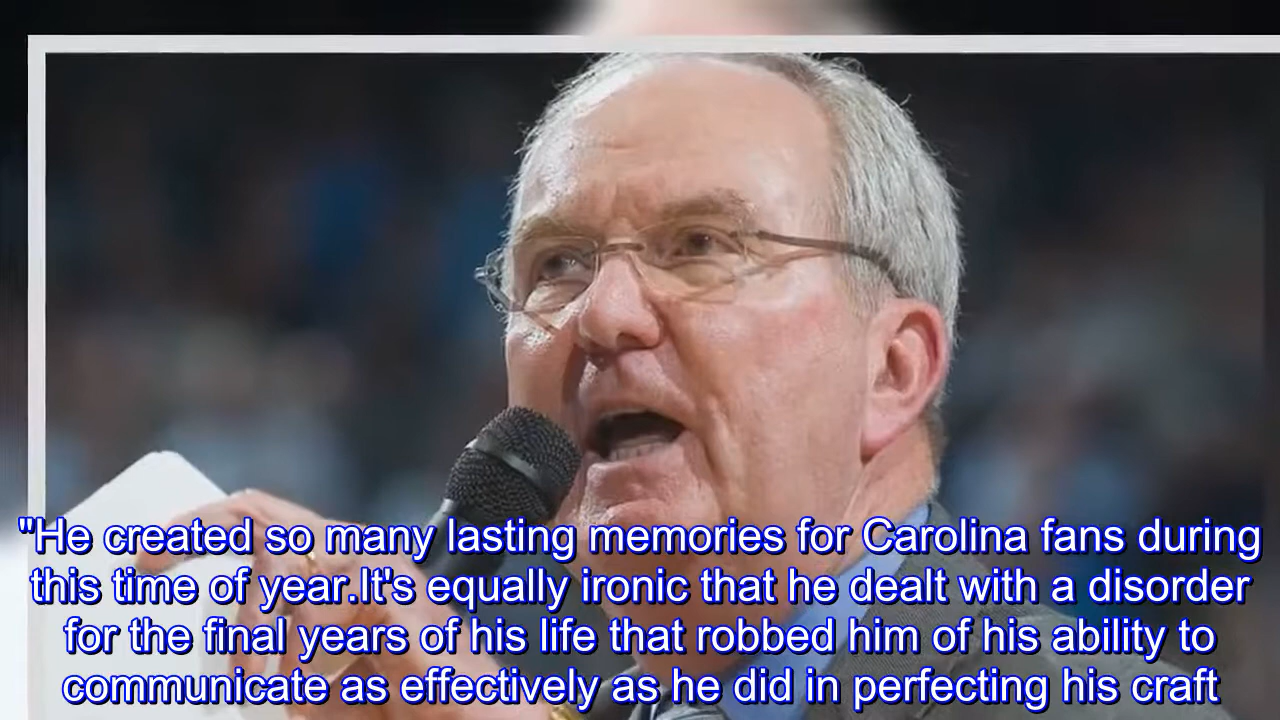 "He created so many lasting memories for Carolina fans during
this time of year.It's equally ironic that he dealt with a disorder
for the final years of his life that robbed him of his ability to
communicate as effectively as he did in perfecting his craft